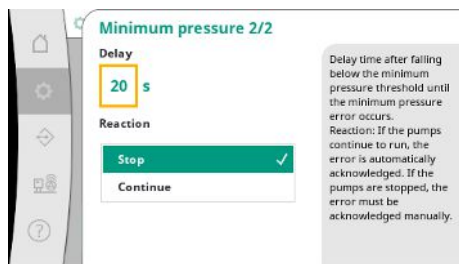 Minimum pressure 2/2
Delay
20 s
Reaction
Stop
Continue
Delay time after falling
below the minimum
pressure threshold until
the minimum pressure
error occurs.
Reaction: If the pumps
continue to run, the
error is automatically
acknowledged. If the
pumps are stopped, the
error must be
acknowledged manually.
?